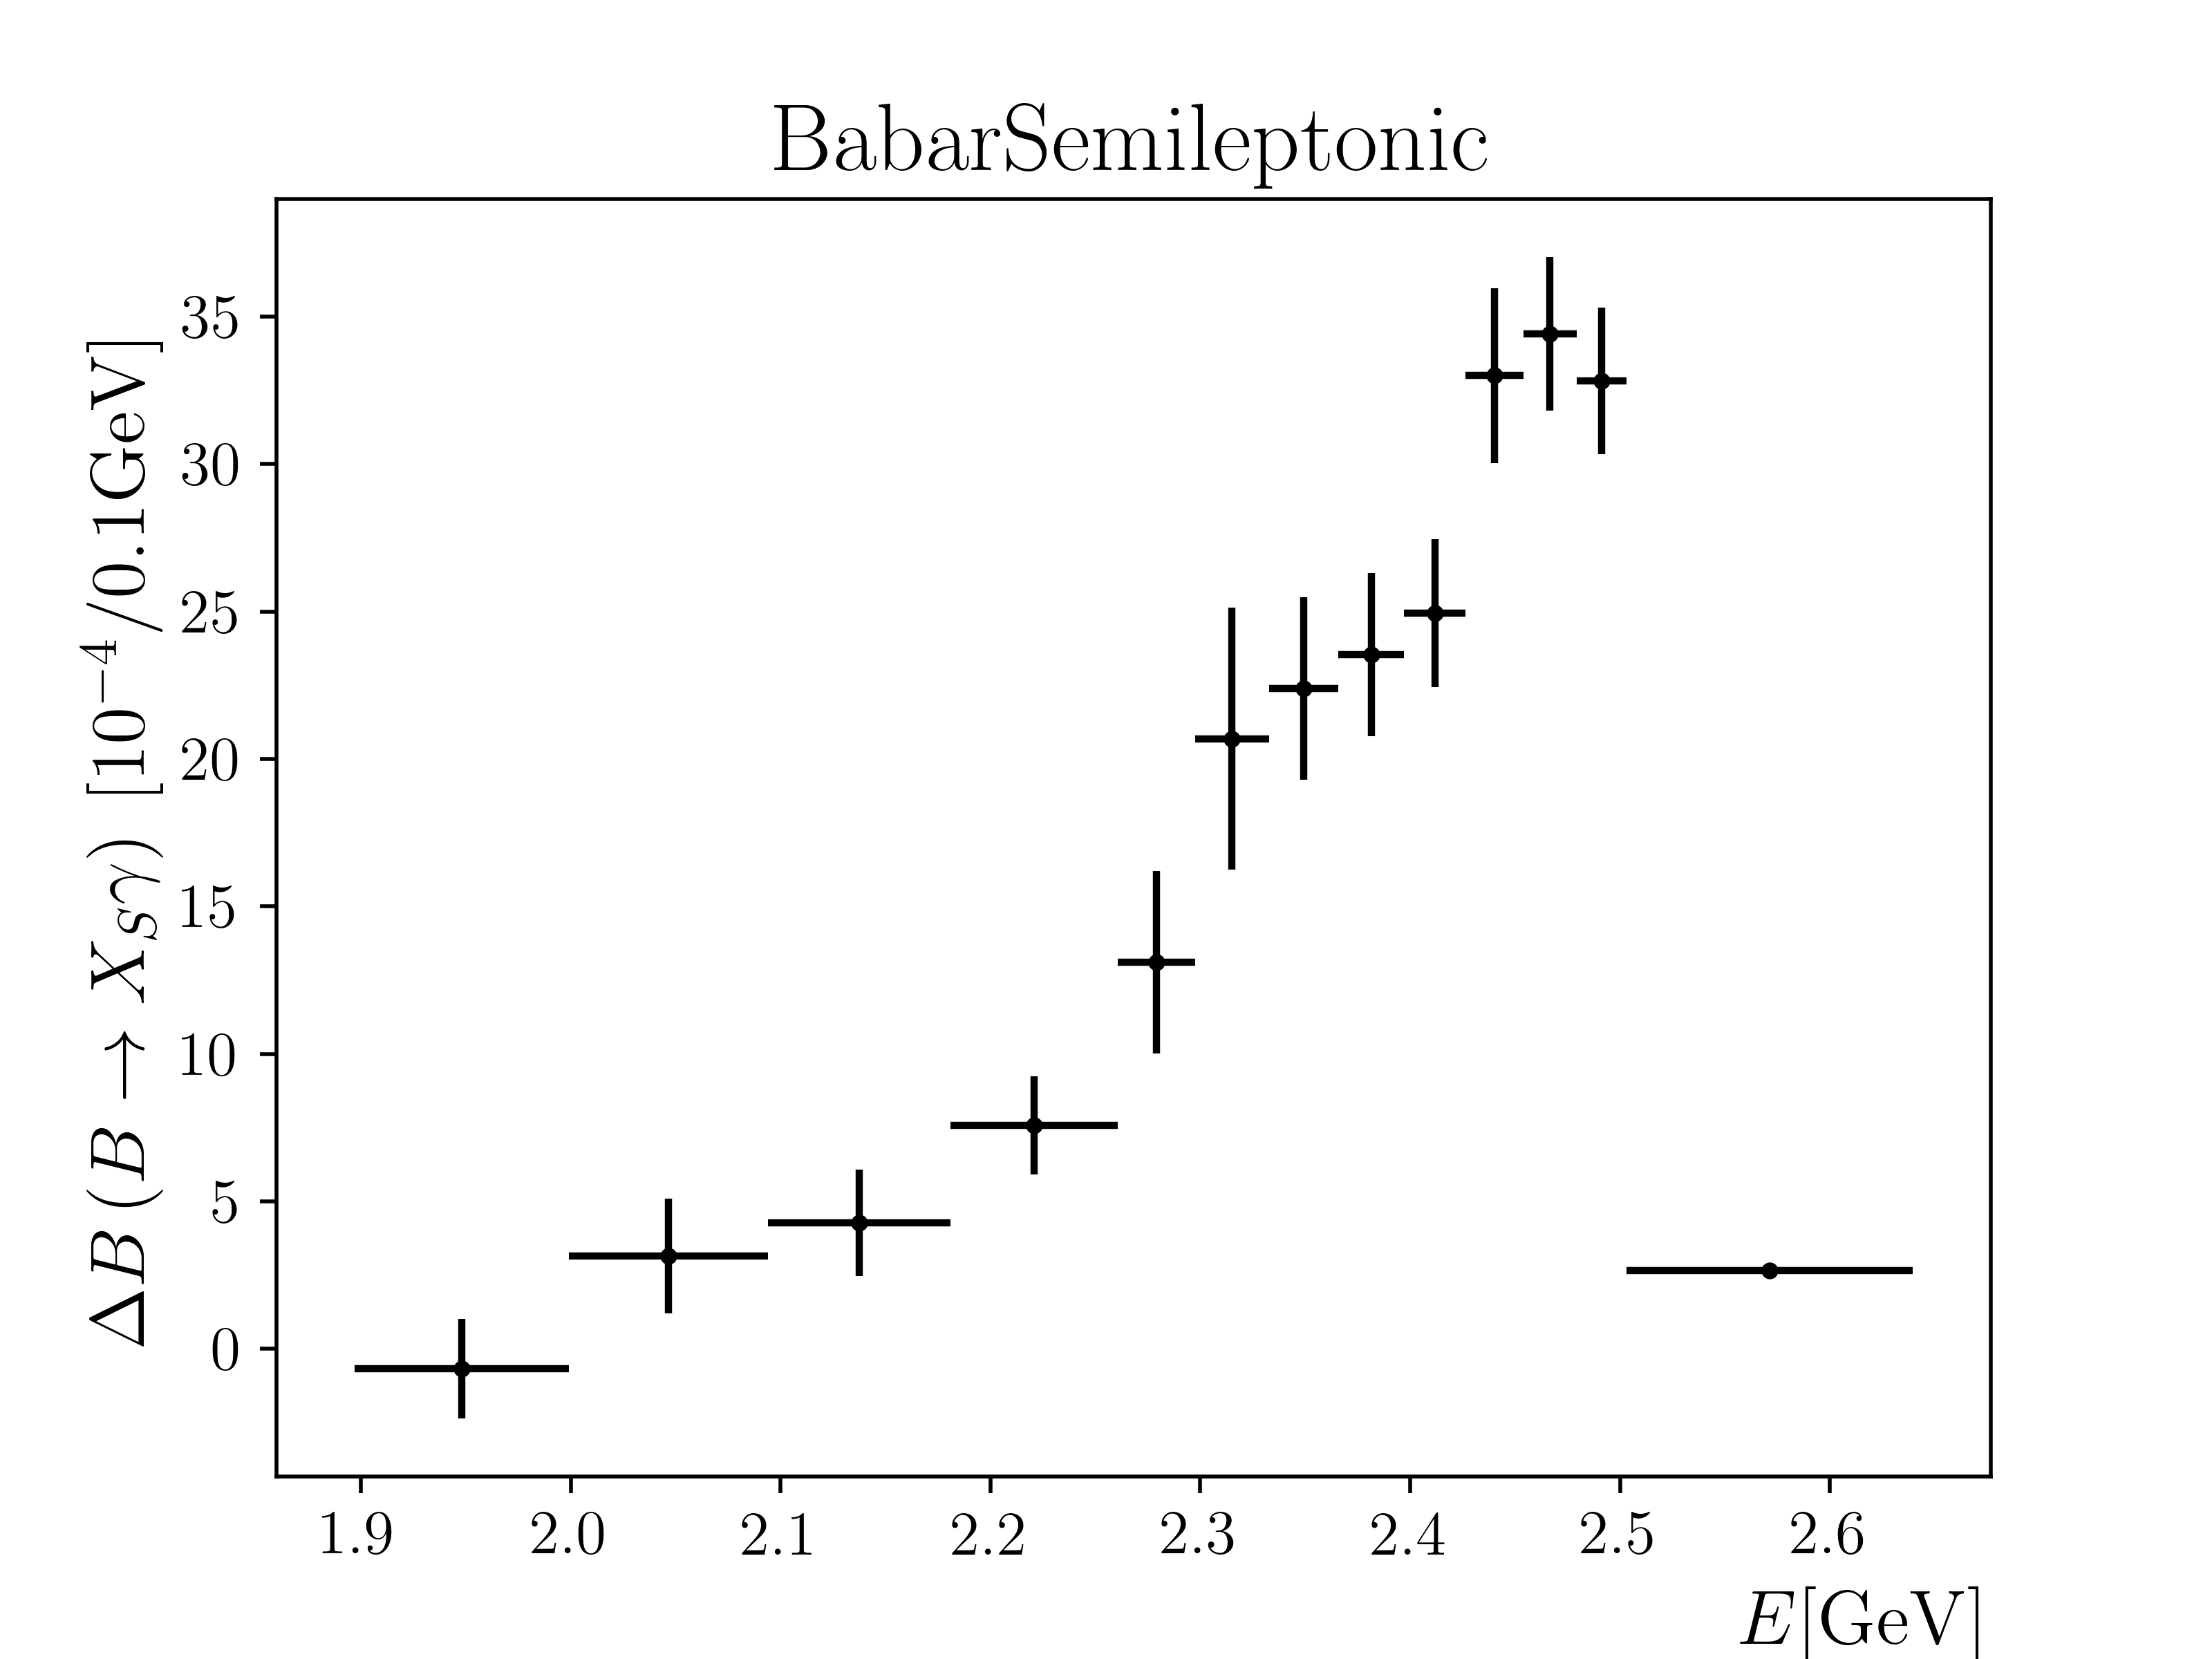 BabarSemileptonic
ΔB (B → X_S γ) [10^{-4}/0.1GeV]
35
30
25
20
15
10
5
0
1.9 2.0 2.1 2.2 2.3 2.4 2.5 2.6
E[GeV]